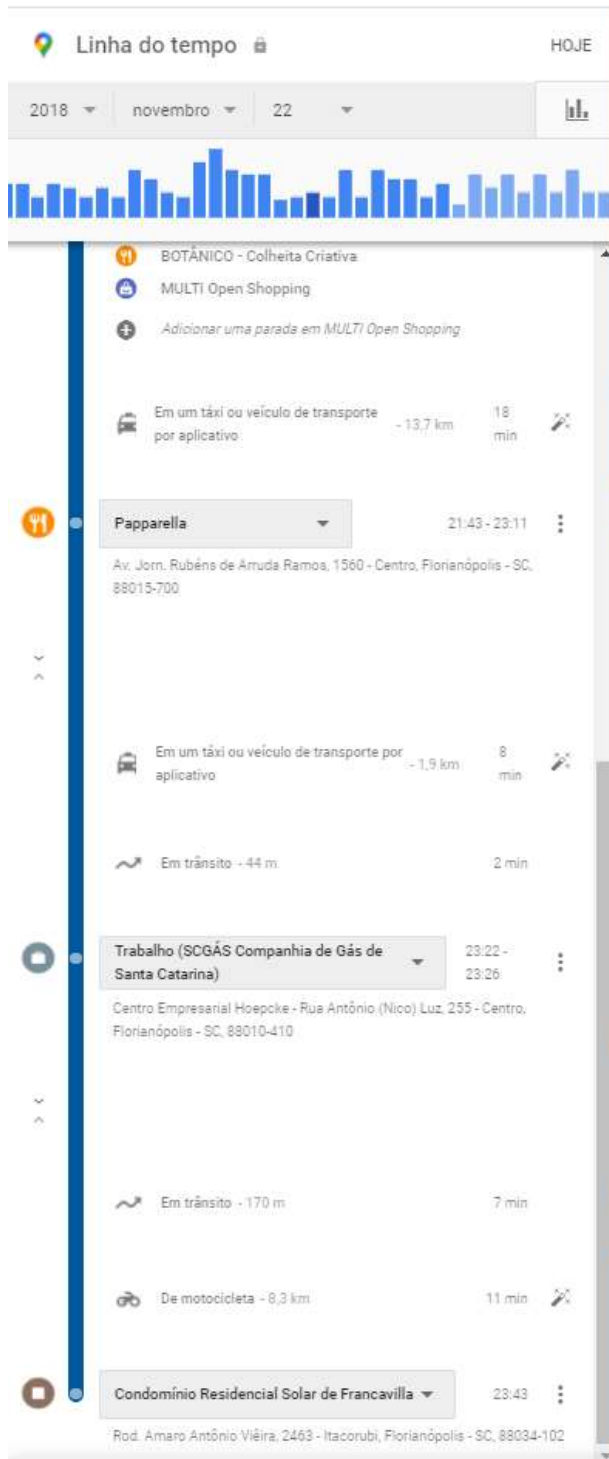 Linha do tempo
HOJE
2018 novembro 22
BOTÂNICO - Colheita Criativa
MULTI Open Shopping
Adicionar uma parada em MULTI Open Shopping
Em um táxi ou veículo de transporte
por aplicativo
- 13,7 km
18
min
Papparella
21:43 - 23:11
Av. Jorn. Rubéns de Arruda Ramos, 1560 - Centro, Florianópolis - SC,
88015-700
Em um táxi ou veículo de transporte por
aplicativo
- 1,9 km
8
min
Em trânsito - 44 m
2 min
Trabalho (SCGÁS Companhia de Gás de
Santa Catarina)
23:22 -
23:26
Centro Empresarial Hoepcke - Rua Antônio (Nico) Luz, 255 - Centro,
Florianópolis - SC, 88010-410
Em trânsito - 170 m
7 min
De motocicleta - 8,3 km
11 min
Condomínio Residencial Solar de Francavilla
23:43
Rod. Amaro Antônio Viêira, 2463 - Itacorubi, Florianópolis - SC, 88034-102